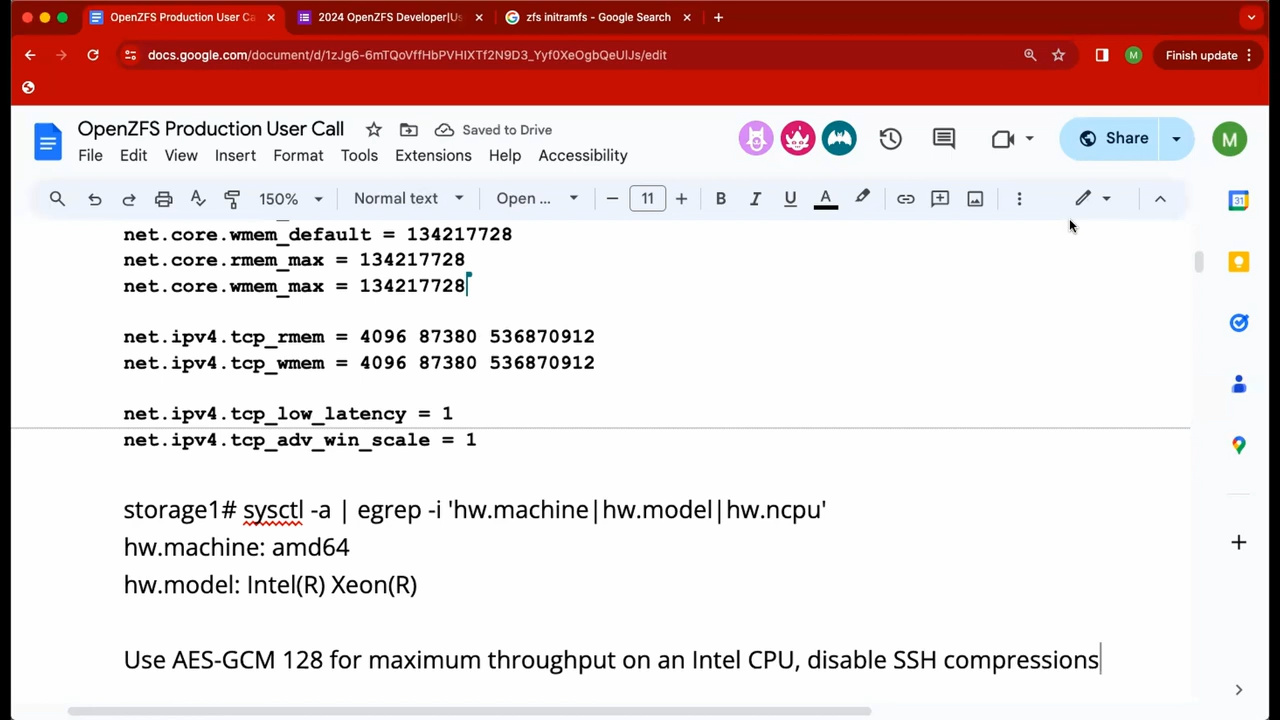 OpenZFS Production User Ca
2024 OpenZFS Developer|Us
zfs initramfs - Google Search
docs.google.com/document/d/1zJg6-6mTQoVffHbPVHIXTf2N9D3_Yyf0XeOgbQeUlJs/edit
Finish update
OpenZFS Production User Call
Saved to Drive
File Edit View Insert Format Tools Extensions Help Accessibility
Share
M
150% Normal text Open ... 11 B I U A
net.core.wmem_default = 134217728
net.core.rmem_max = 134217728
net.core.wmem_max = 134217728
net.ipv4.tcp_rmem = 4096 87380 536870912
net.ipv4.tcp_wmem = 4096 87380 536870912
net.ipv4.tcp_low_latency = 1
net.ipv4.tcp_adv_win_scale = 1
storage1# sysctl -a | egrep -i 'hw.machine|hw.model|hw.ncpu'
hw.machine: amd64
hw.model: Intel(R) Xeon(R)
Use AES-GCM 128 for maximum throughput on an Intel CPU, disable SSH compressions